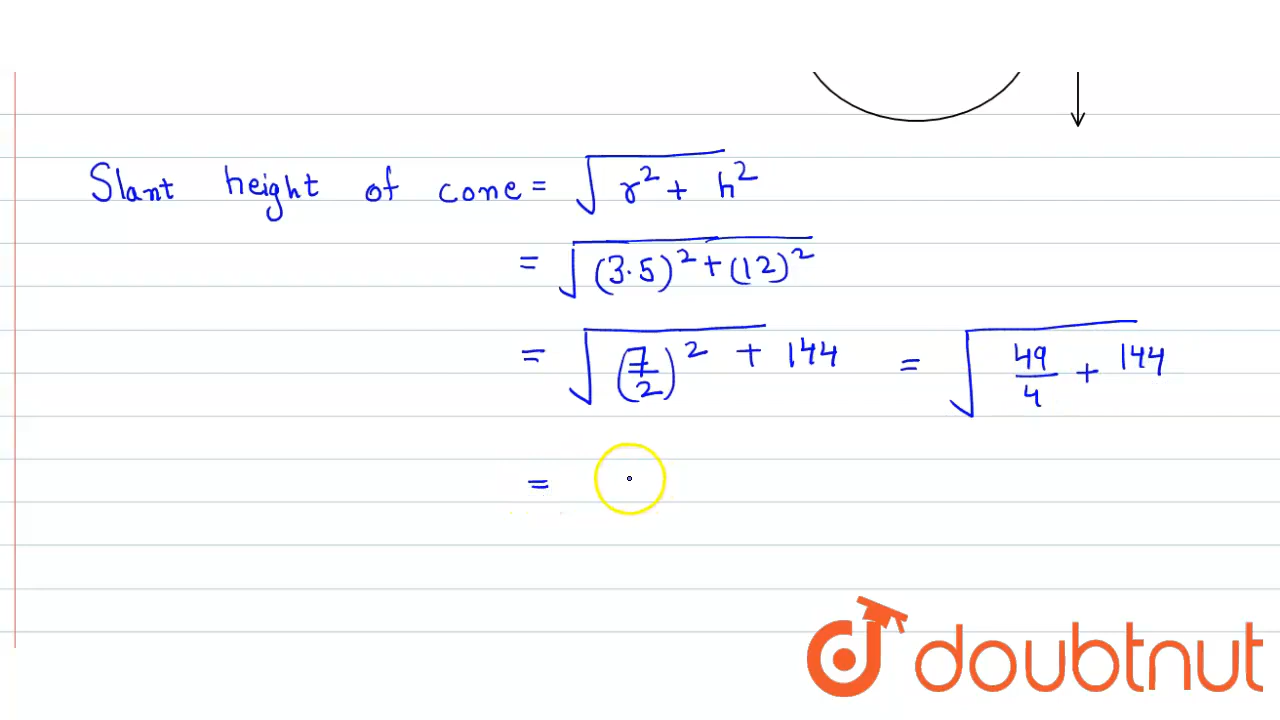 Slant height of cone = √(r² + h²)
= √((3.5)² + (12)²)
= √((7/2)² + 144) = √(49/4 + 144)
=
doubtnut